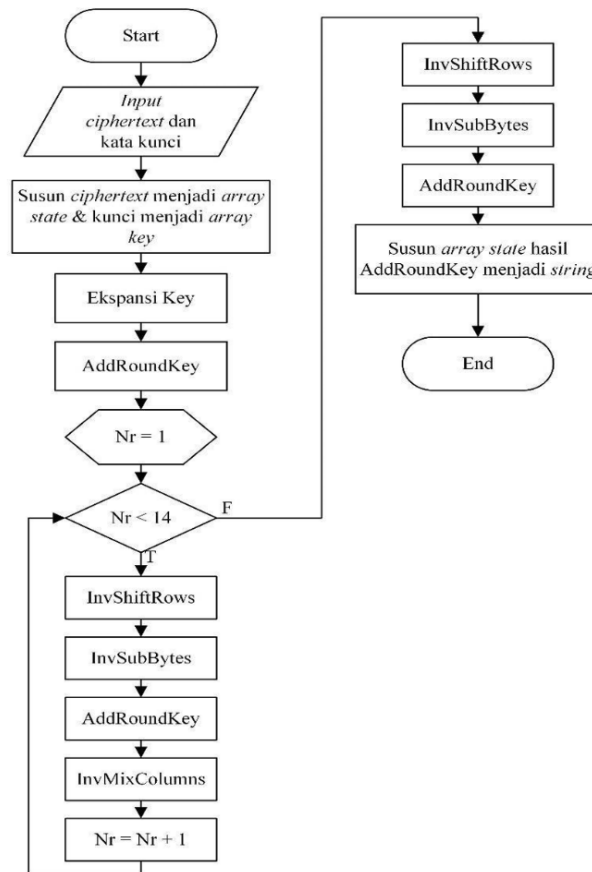 Start
Input
ciphertext dan
kata kunci
Susun ciphertext menjadi array
state & kunci menjadi array
key
Ekspansi Key
AddRoundKey
Nr = 1
Nr < 14
F
T
InvShiftRows
InvSubBytes
AddRoundKey
InvMixColumns
Nr = Nr + 1
InvShiftRows
InvSubBytes
AddRoundKey
Susun array state hasil
AddRoundKey menjadi string
End